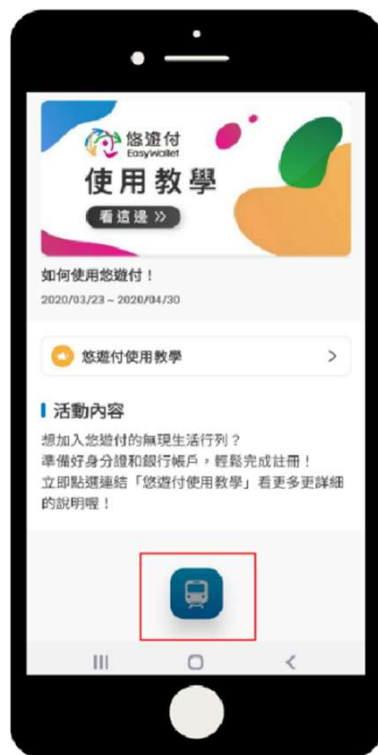 悠遊付
EasyWallet
使用教學
看這邊 »
如何使用悠遊付！
2020/03/23 ~ 2020/04/30
悠遊付使用教學
活動內容
想加入悠遊付的無現生活行列？
準備好身分證和銀行帳戶，輕鬆完成註冊！
立即點選連結「悠遊付使用教學」看更多更詳細
的說明喔！